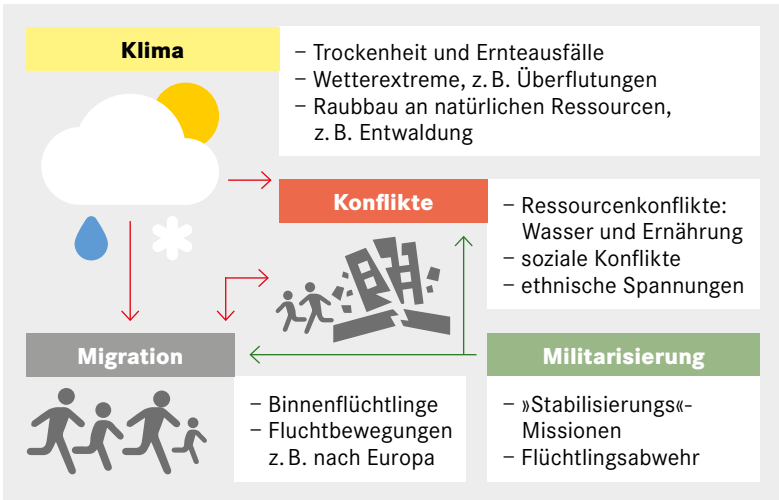 Klima
– Trockenheit und Ernteausfälle
– Wetterextreme, z. B. Überflutungen
– Raubbau an natürlichen Ressourcen,
z. B. Entwaldung
Konflikte
– Ressourcenkonflikte:
Wasser und Ernährung
– soziale Konflikte
– ethnische Spannungen
Migration
– Binnenflüchtlinge
– Fluchtbewegungen
z. B. nach Europa
Militarisierung
– »Stabilisierungs«-
Missionen
– Flüchtlingsabwehr